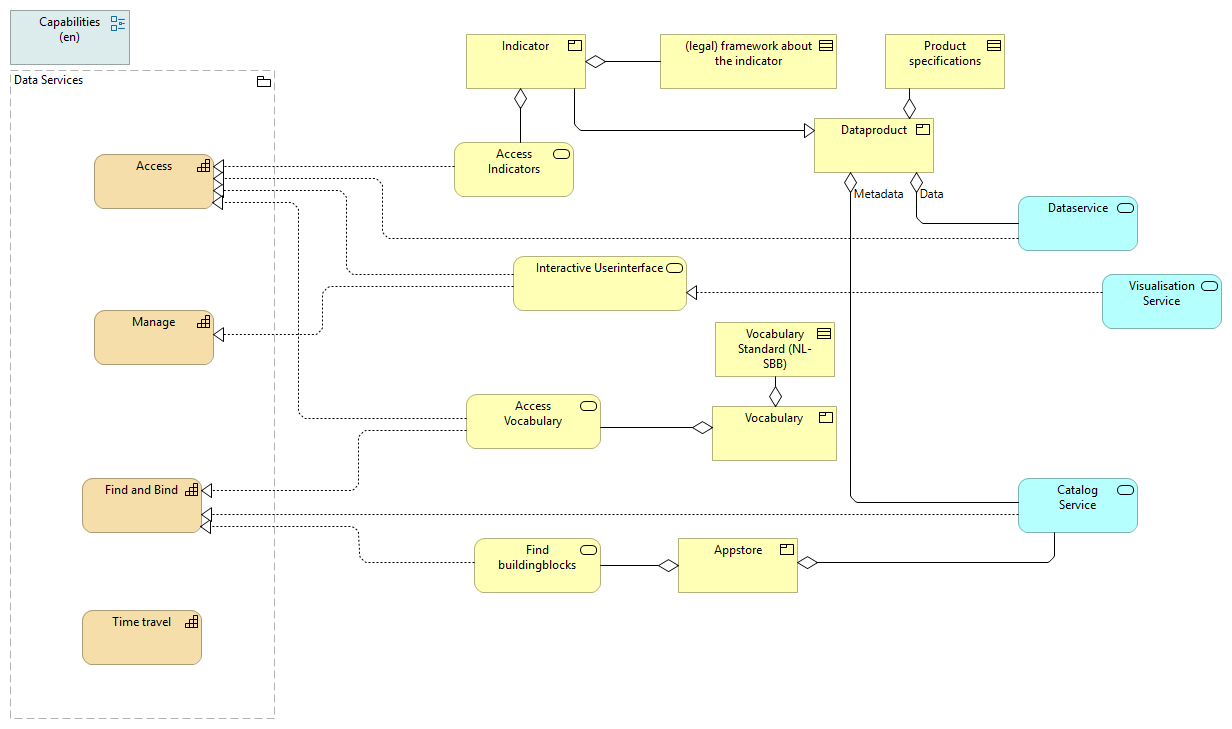 Capabilities
(en)
Data Services
Indicator
(legal) framework about
the indicator
Product
specifications
Dataproduct
Access
Access
Indicators
Metadata
Data
Dataservice
Interactive Userinterface
Visualisation
Service
Manage
Vocabulary
Standard (NL-
SBB)
Access
Vocabulary
Vocabulary
Find and Bind
Catalog
Service
Find
buildingblocks
Appstore
Time travel